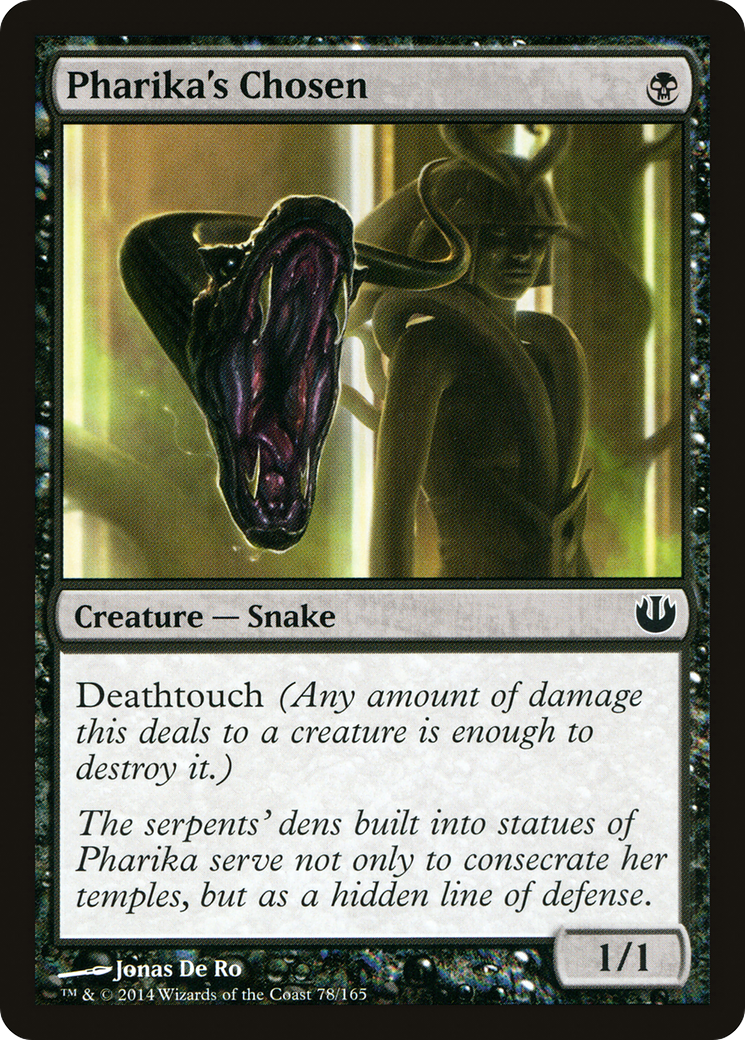 Pharika's Chosen
Creature — Snake
Deathtouch (Any amount of damage
this deals to a creature is enough to
destroy it.)
The serpents' dens built into statues of
Pharika serve not only to consecrate her
temples, but as a hidden line of defense.
1/1
Jonas De Ro
™ & © 2014 Wizards of the Coast 78/165